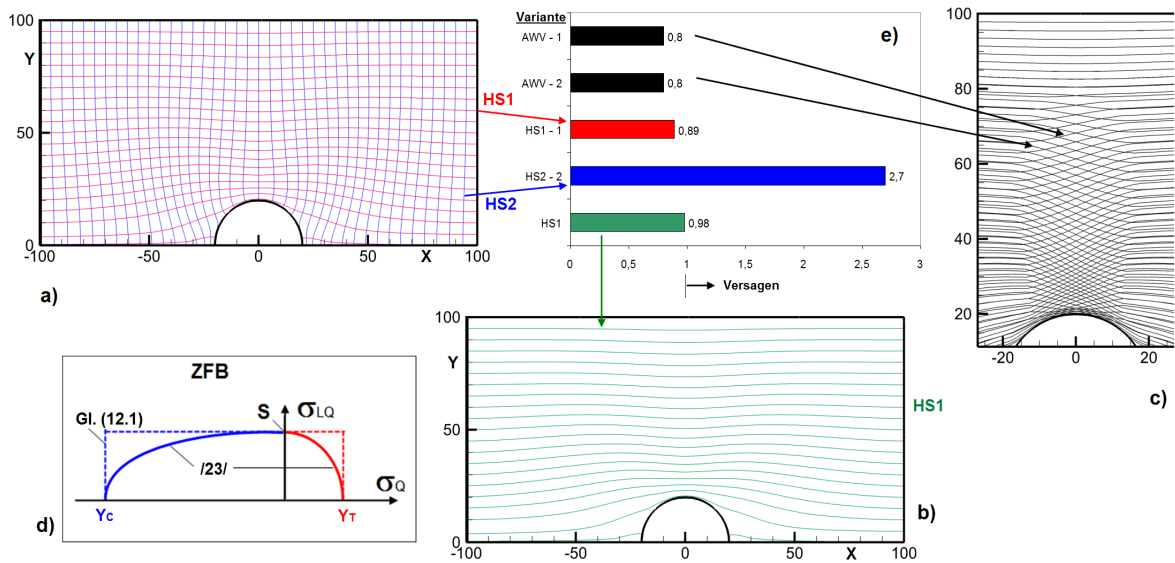 100
Y
50
0
-100
-50
0
50
X
100
a)
HS1
HS2
Variante
AWV - 1
0,8
AWV - 2
0,8
HS1 - 1
0,89
HS2 - 2
2,7
HS1
0,98
0
0,5
1
1,5
2
2,5
3
Versagen
e)
100
80
60
40
20
-20
0
20
c)
ZFB
Gl. (12.1)
S
σLQ
/23/
σQ
YC
YT
d)
100
Y
50
0
-100
-50
0
50
X
100
HS1
b)